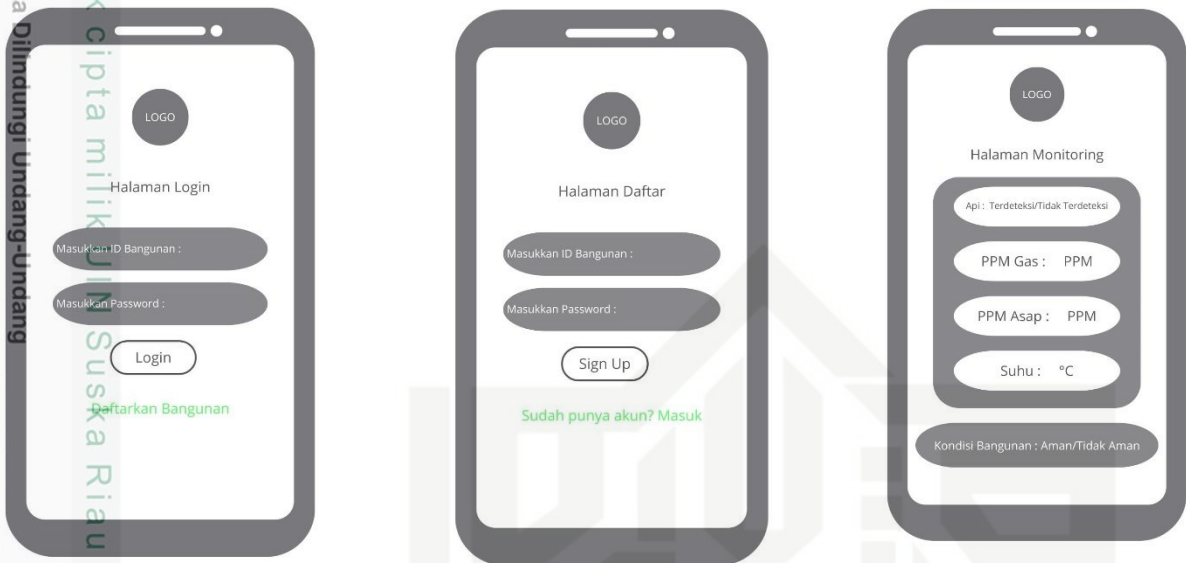 a Dilindungi Undang-Undang
k cipta milik UIN Suska Riau
LOGO
Halaman Login
Masukkan ID Bangunan :
Masukkan Password :
Login
Daftarkan Bangunan
LOGO
Halaman Daftar
Masukkan ID Bangunan :
Masukkan Password :
Sign Up
Sudah punya akun? Masuk
LOGO
Halaman Monitoring
Api : Terdeteksi/Tidak Terdeteksi
PPM Gas : PPM
PPM Asap : PPM
Suhu : °C
Kondisi Bangunan : Aman/Tidak Aman